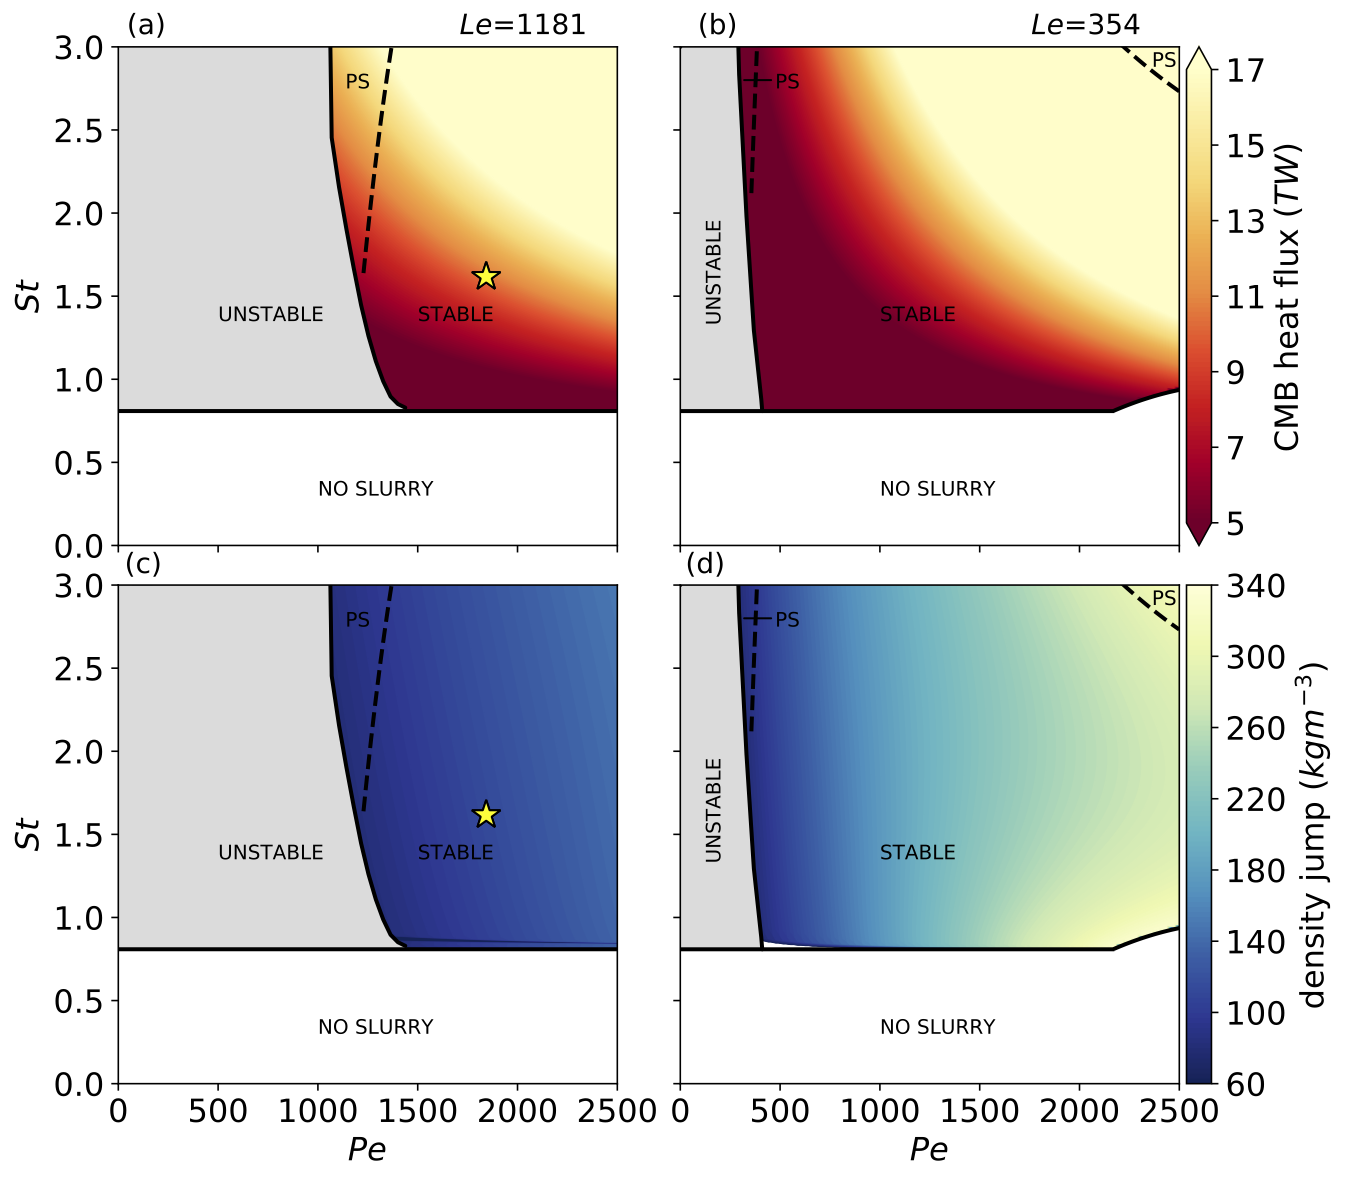 (a)
Le=1181
(b)
Le=354
3.0
2.5
2.0
1.5
1.0
0.5
0.0
St
PS
UNSTABLE
STABLE
NO SLURRY
PS
PS
UNSTABLE
STABLE
NO SLURRY
17
15
13
11
9
7
5
CMB heat flux (TW)
(c)
(d)
3.0
2.5
2.0
1.5
1.0
0.5
0.0
St
PS
UNSTABLE
STABLE
NO SLURRY
0
500
1000
1500
2000
2500
Pe
PS
PS
UNSTABLE
STABLE
NO SLURRY
0
500
1000
1500
2000
2500
Pe
340
300
260
220
180
140
100
60
density jump (kgm⁻³)